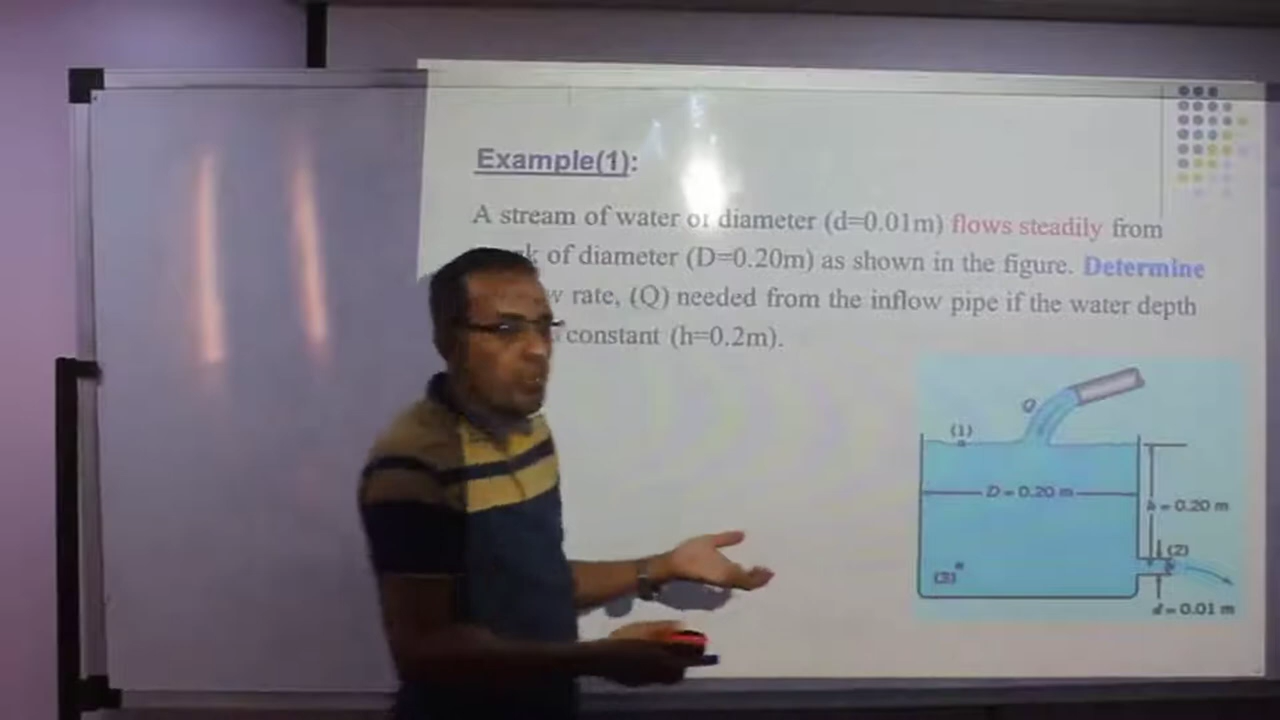 Example(1):
A stream of water of diameter (d=0.01m) flows steadily from
of diameter (D=0.20m) as shown in the figure. Determine
rate, (Q) needed from the inflow pipe if the water depth
constant (h=0.2m).
Q
(1)
D = 0.20 m
h = 0.20 m
(2)
(3)
d = 0.01 m